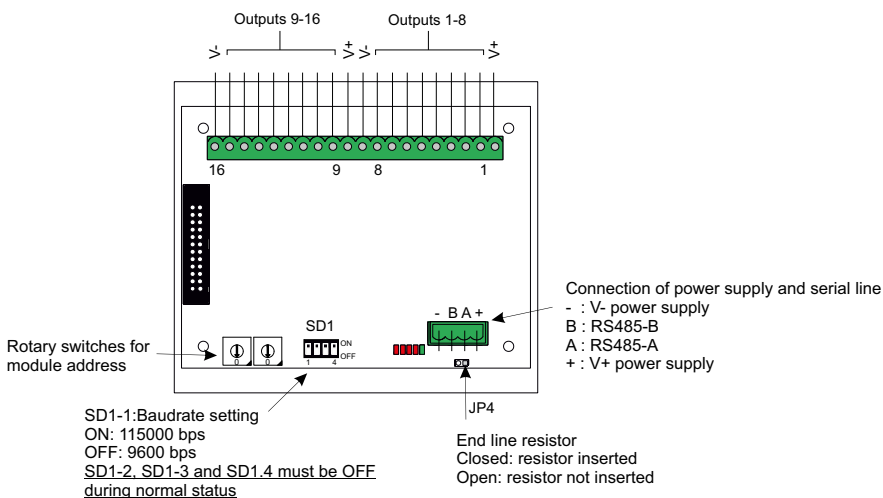 Outputs 9-16
Outputs 1-8
V-
V+
V-
V+
16
9
8
1
Connection of power supply and serial line
- : V- power supply
B : RS485-B
A : RS485-A
+ : V+ power supply
- B A +
SD1
ON
OFF
1
4
0
0
Rotary switches for
module address
JP4
SD1-1:Baudrate setting
ON: 115000 bps
OFF: 9600 bps
SD1-2, SD1-3 and SD1.4 must be OFF
during normal status
End line resistor
Closed: resistor inserted
Open: resistor not inserted